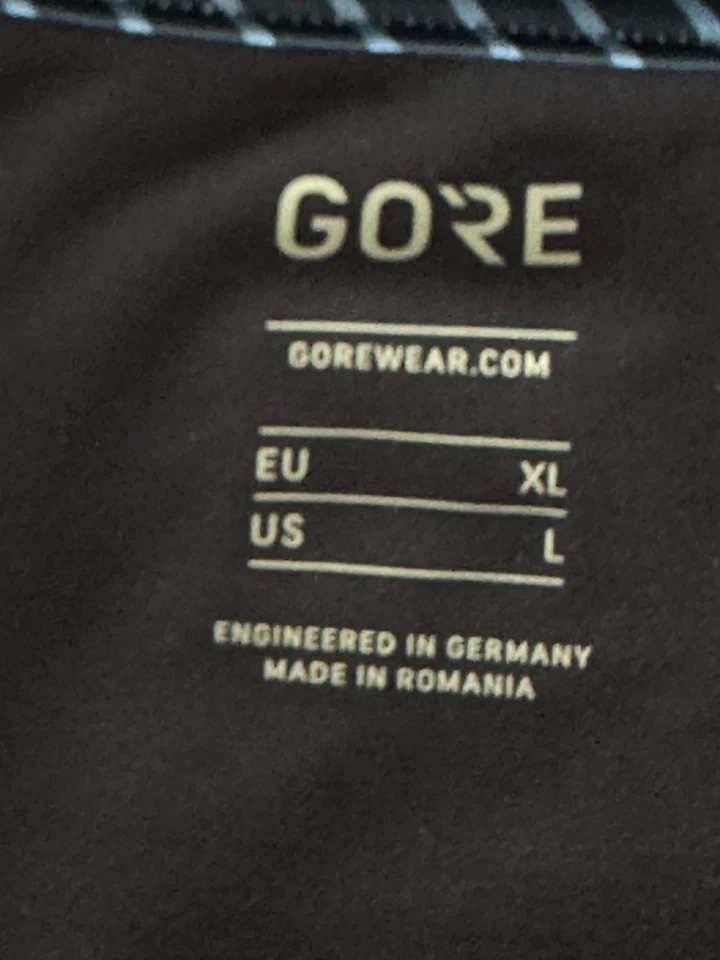 GORE
GOREWEAR.COM
EU XL
US L
ENGINEERED IN GERMANY
MADE IN ROMANIA